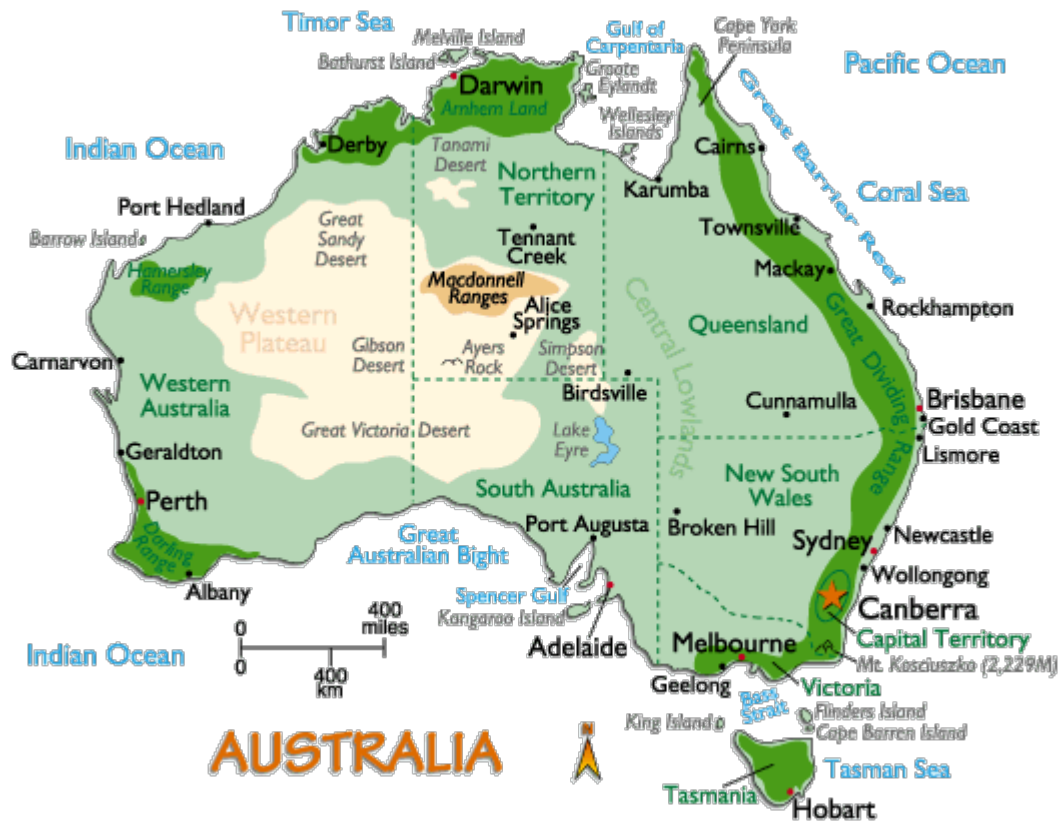 Timor Sea
Melville Island
Bathurst Island
Gulf of
Carpentaria
Cape York
Peninsula
Pacific Ocean
Darwin
Arnhem Land
Groote
Eylandt
Wellesley
Islands
Great Barrier Reef
Indian Ocean
Derby
Tanami
Desert
Northern
Territory
Cairns
Karumba
Coral Sea
Port Hedland
Barrow Island
Great
Sandy
Desert
Tennant
Creek
Townsville
Mackay
Hamersley
Range
Macdonnell
Ranges
Alice
Springs
Rockhampton
Western
Plateau
Central Lowlands
Queensland
Great Dividing Range
Carnarvon
Gibson
Desert
Ayers
Rock
Simpson
Desert
Western
Australia
Birdsville
Cunnamulla
Brisbane
Gold Coast
Lismore
Geraldton
Great Victoria Desert
Lake
Eyre
New South
Wales
Perth
South Australia
Port Augusta
Broken Hill
Newcastle
Sydney
Darling
Range
Great
Australian Bight
Wollongong
Albany
Spencer Gulf
Kangaroo Island
Canberra
Capital Territory
0 400
miles
0
400
km
Indian Ocean
Adelaide
Melbourne
Mt. Kosciuszko (2,229M)
Geelong
Victoria
Bass
Strait
King Island
Flinders Island
Cape Barren Island
AUSTRALIA
N
Tasman Sea
Tasmania
Hobart